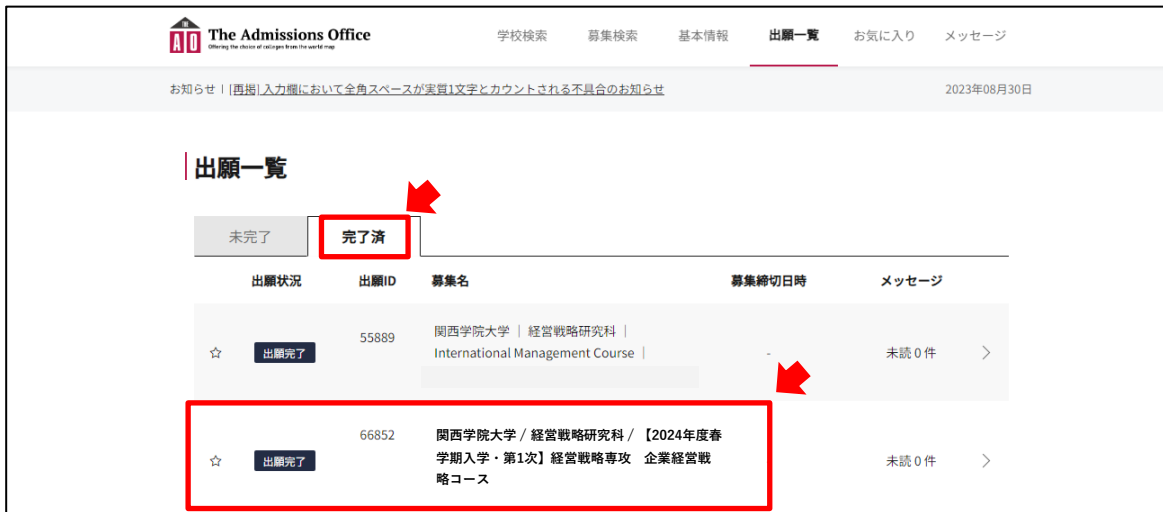 THE
AO
The Admissions Office
Offering the choice of colleges from the world map
学校検索 募集検索 基本情報 出願一覧 お気に入り メッセージ
お知らせ | [再掲] 入力欄において全角スペースが実質1文字とカウントされる不具合のお知らせ 2023年08月30日
出願一覧
未完了 完了済
出願状況 出願ID 募集名 募集締切日時 メッセージ
☆ 出願完了 55889 関西学院大学 | 経営戦略研究科 |
International Management Course | - 未読 0 件 >
☆ 出願完了 66852 関西学院大学 / 経営戦略研究科 / 【2024年度春
学期入学・第1次】経営戦略専攻 企業経営戦
略コース 未読 0 件 >